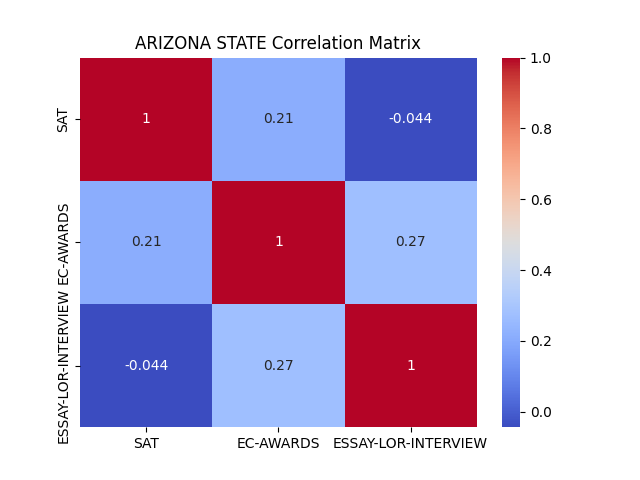 ARIZONA STATE Correlation Matrix
SAT
1
0.21
-0.044
EC-AWARDS
0.21
1
0.27
ESSAY-LOR-INTERVIEW
-0.044
0.27
1
SAT
EC-AWARDS
ESSAY-LOR-INTERVIEW
1.0
0.8
0.6
0.4
0.2
0.0